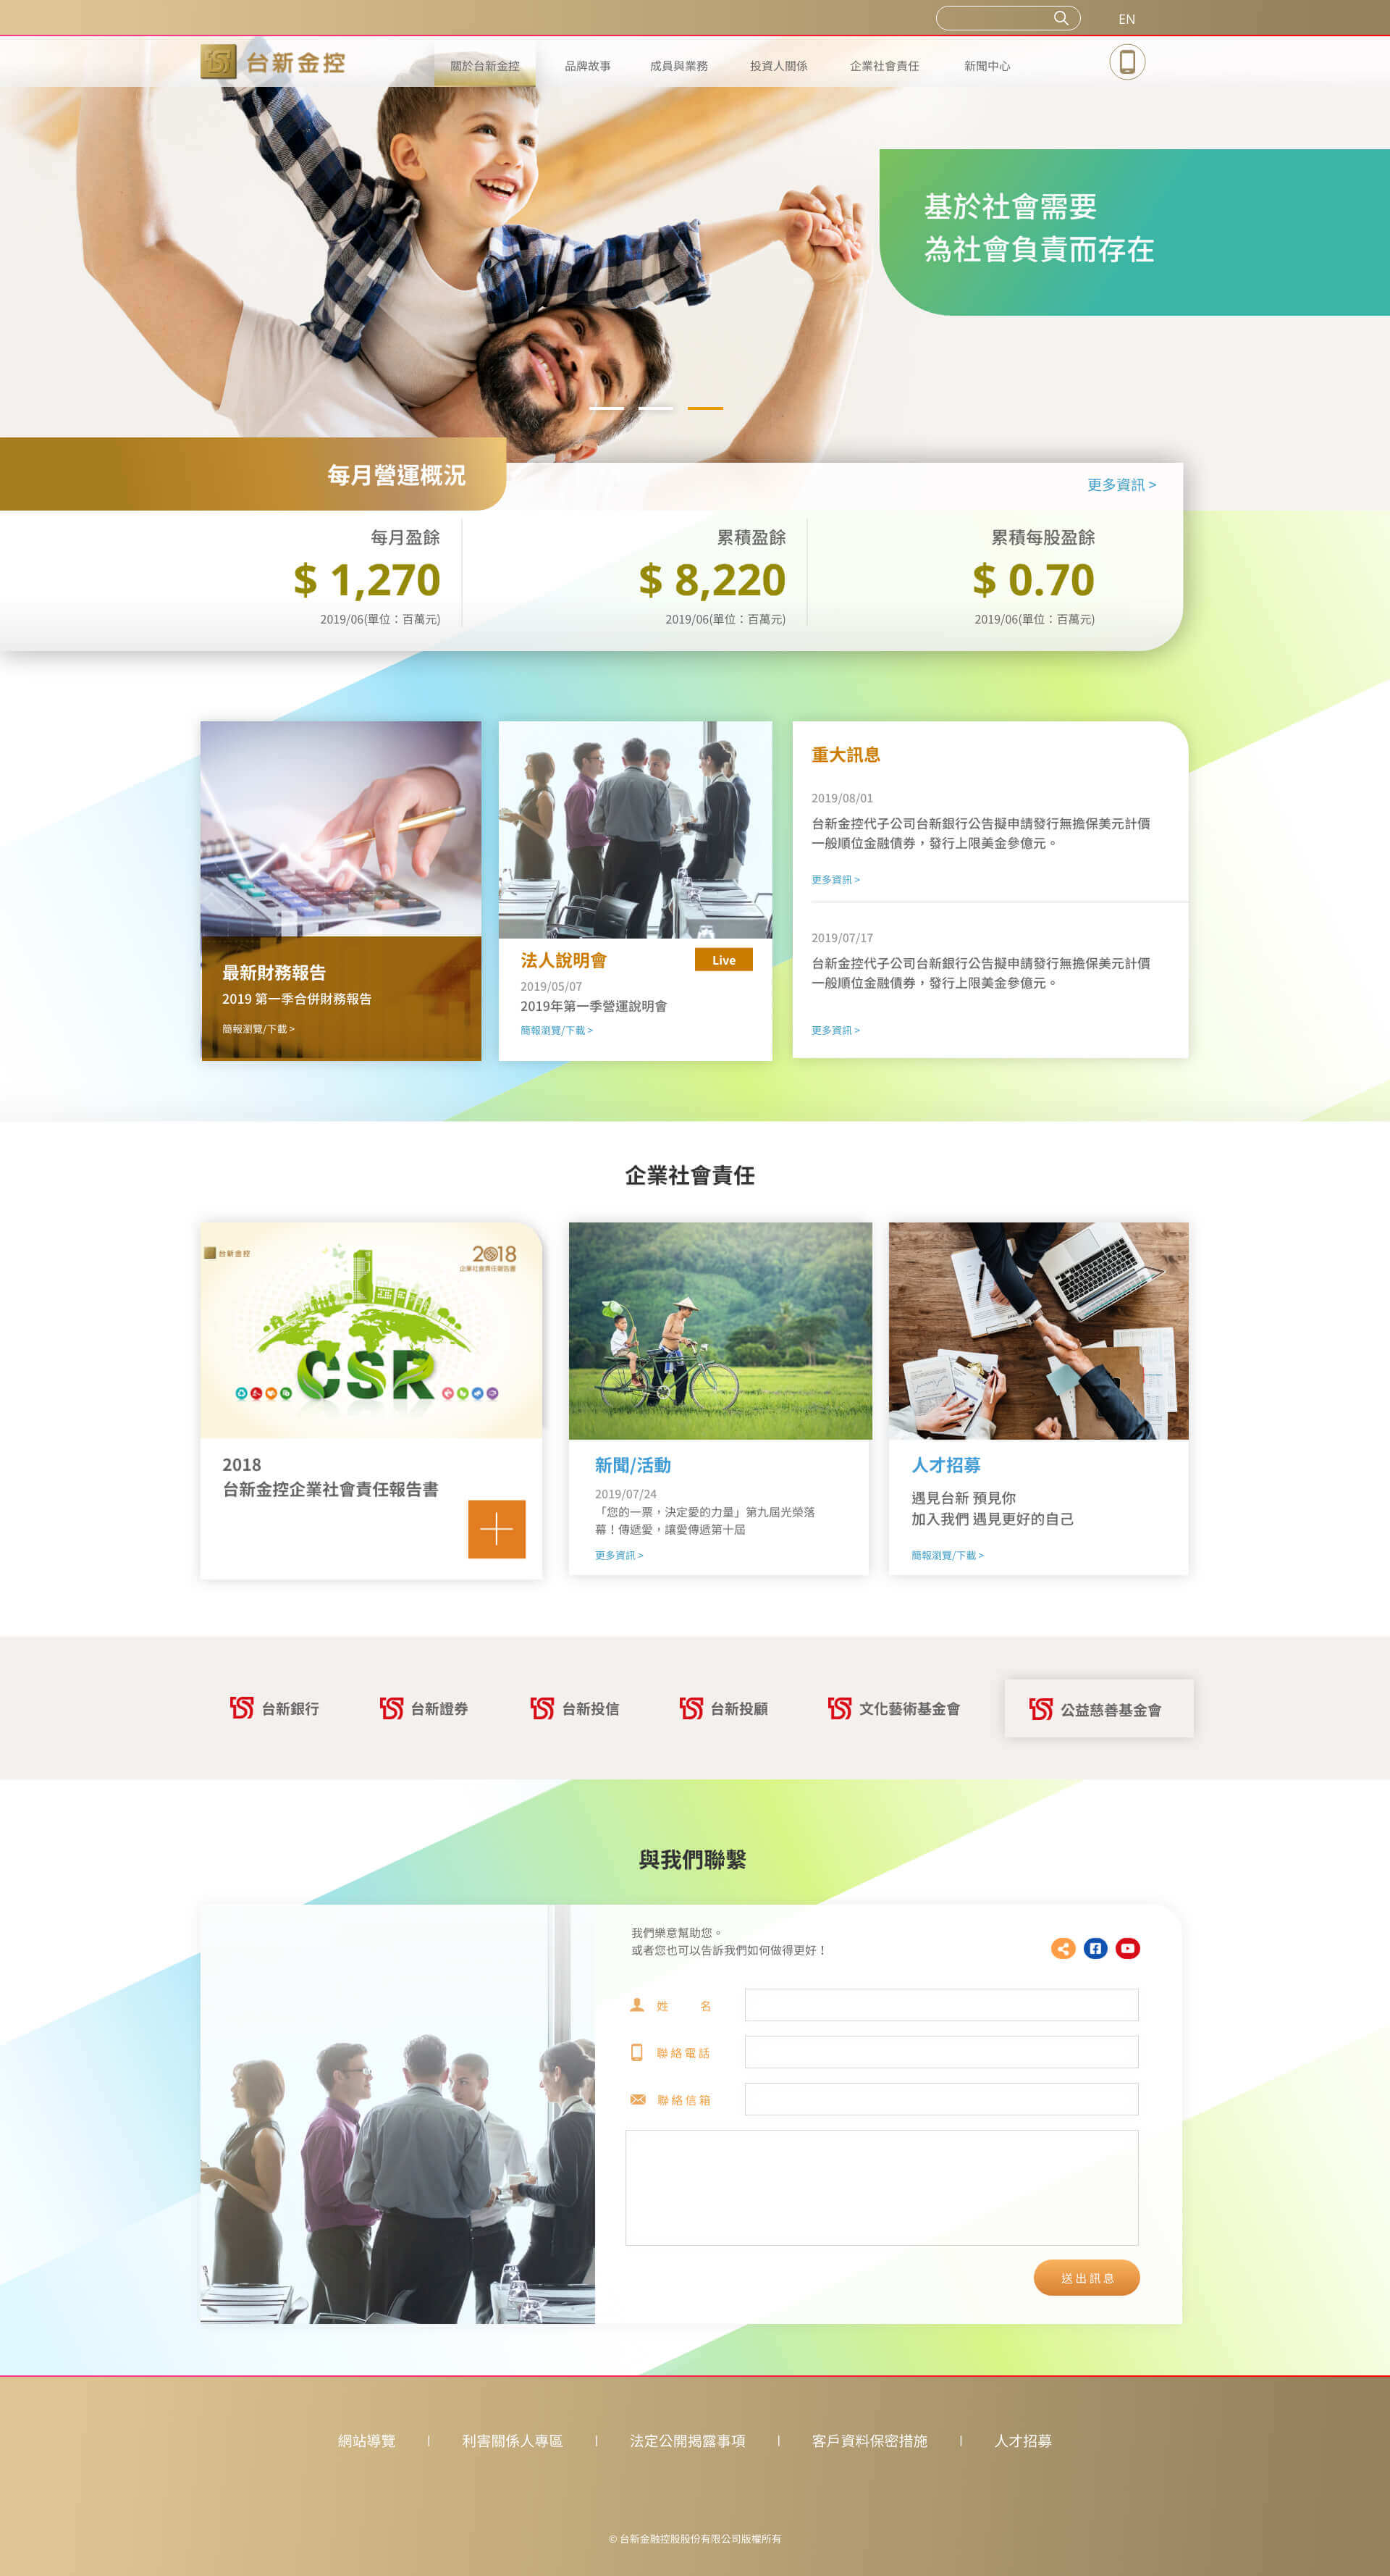 EN
台新金控
關於台新金控
品牌故事
成員與業務
投資人關係
企業社會責任
新聞中心
基於社會需要
為社會負責而存在
每月營運概況
更多資訊 >
每月盈餘
$ 1,270
2019/06(單位：百萬元)
累積盈餘
$ 8,220
2019/06(單位：百萬元)
累積每股盈餘
$ 0.70
2019/06(單位：百萬元)
最新財務報告
2019 第一季合併財務報告
簡報瀏覽/下載 >
法人說明會
Live
2019/05/07
2019年第一季營運說明會
簡報瀏覽/下載 >
重大訊息
2019/08/01
台新金控代子公司台新銀行公告擬申請發行無擔保美元計價
一般順位金融債券，發行上限美金參億元。
更多資訊 >
2019/07/17
台新金控代子公司台新銀行公告擬申請發行無擔保美元計價
一般順位金融債券，發行上限美金參億元。
更多資訊 >
企業社會責任
台新金控
2018
企業社會責任報告書
CSR
2018
台新金控企業社會責任報告書
新聞/活動
2019/07/24
「您的一票，決定愛的力量」第九屆光榮落
幕！傳遞愛，讓愛傳遞第十屆
更多資訊 >
人才招募
遇見台新 預見你
加入我們 遇見更好的自己
簡報瀏覽/下載 >
台新銀行
台新證券
台新投信
台新投顧
文化藝術基金會
公益慈善基金會
與我們聯繫
我們樂意幫助您。
或者您也可以告訴我們如何做得更好！
姓 名
聯絡電話
聯絡信箱
送出訊息
網站導覽 | 利害關係人專區 | 法定公開揭露事項 | 客戶資料保密措施 | 人才招募
© 台新金融控股股份有限公司版權所有